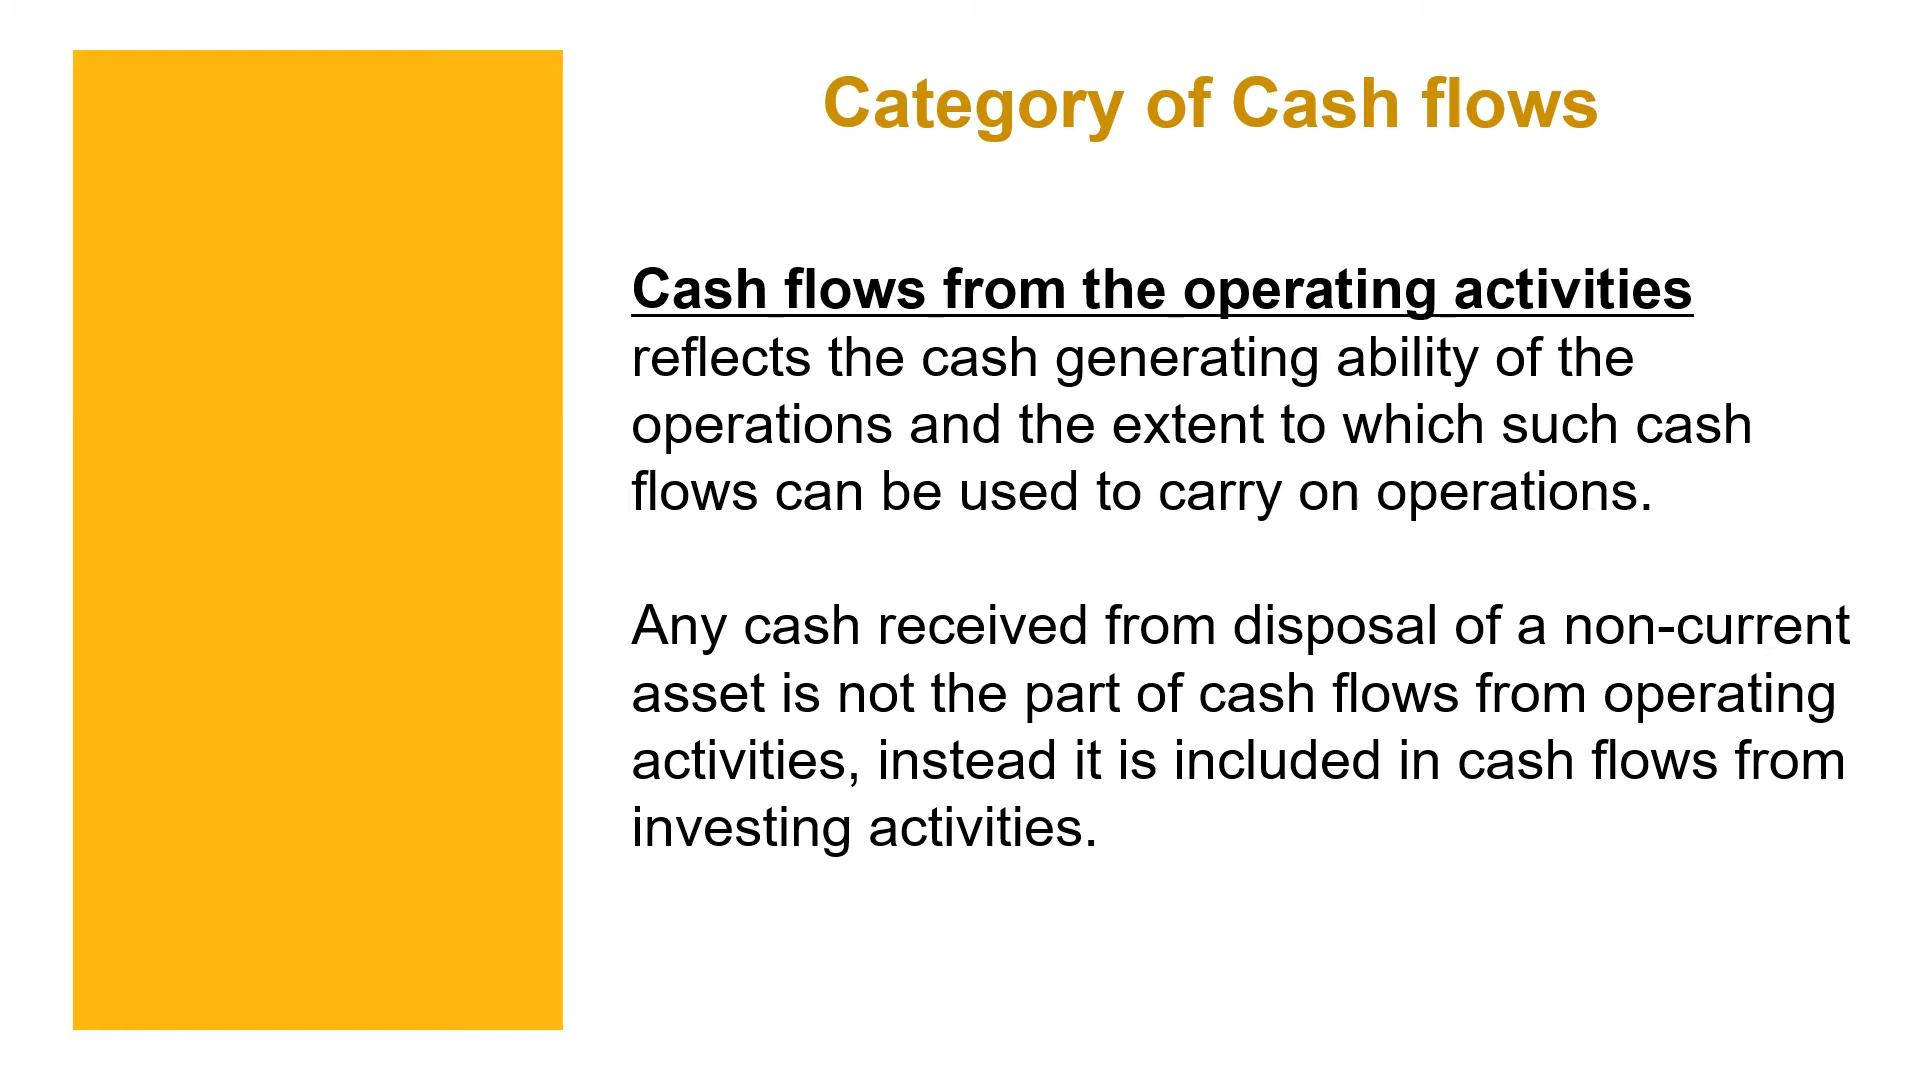 Category of Cash flows
Cash flows from the operating activities
reflects the cash generating ability of the
operations and the extent to which such cash
flows can be used to carry on operations.
Any cash received from disposal of a non-current
asset is not the part of cash flows from operating
activities, instead it is included in cash flows from
investing activities.